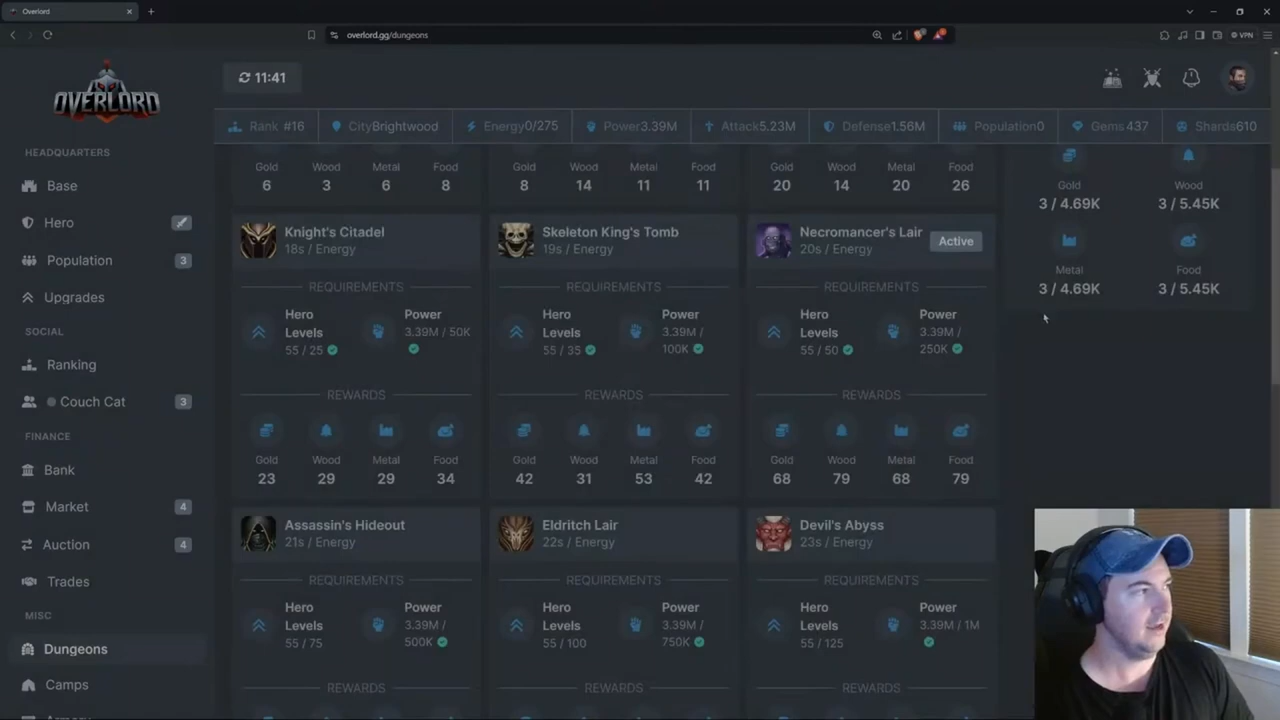 Overlord
overlord.gg/dungeons
VPN
OVERLORD
11:41
Rank #16
CityBrightwood
Energy0/275
Power3.39M
Attack5.23M
Defense1.56M
Population0
Gems437
Shards610
HEADQUARTERS
Base
Hero
Population 3
Upgrades
SOCIAL
Ranking
Couch Cat 3
FINANCE
Bank
Market 4
Auction 4
Trades
MISC
Dungeons
Camps
Gold Wood Metal Food
6 3 6 8
Gold Wood Metal Food
8 14 11 11
Gold Wood Metal Food
20 14 20 26
Gold Wood
3 / 4.69K 3 / 5.45K
Metal Food
3 / 4.69K 3 / 5.45K
Knight's Citadel
18s / Energy
REQUIREMENTS
Hero Levels
55 / 25
Power
3.39M / 50K
REWARDS
Gold Wood Metal Food
23 29 29 34
Skeleton King's Tomb
19s / Energy
REQUIREMENTS
Hero Levels
55 / 35
Power
3.39M / 100K
REWARDS
Gold Wood Metal Food
42 31 53 42
Necromancer's Lair
20s / Energy
Active
REQUIREMENTS
Hero Levels
55 / 50
Power
3.39M / 250K
REWARDS
Gold Wood Metal Food
68 79 68 79
Assassin's Hideout
21s / Energy
REQUIREMENTS
Hero Levels
55 / 75
Power
3.39M / 500K
REWARDS
Eldritch Lair
22s / Energy
REQUIREMENTS
Hero Levels
55 / 100
Power
3.39M / 750K
REWARDS
Devil's Abyss
23s / Energy
REQUIREMENTS
Hero Levels
55 / 125
Power
3.39M / 1M
REWARDS